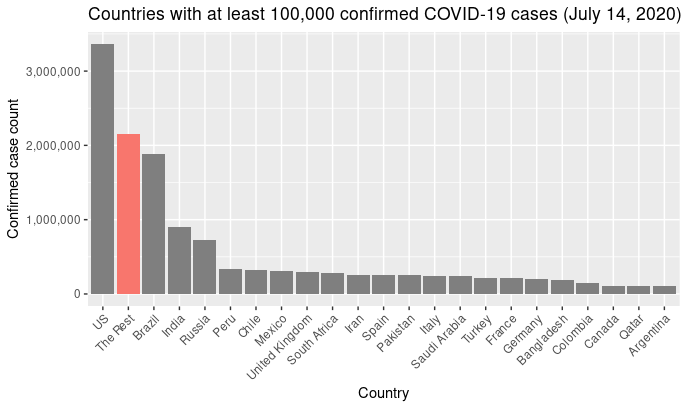 Countries with at least 100,000 confirmed COVID-19 cases (July 14, 2020)
Confirmed case count
3,000,000
2,000,000
1,000,000
0
US
The Rest
Brazil
India
Russia
Peru
Chile
Mexico
United Kingdom
South Africa
Iran
Spain
Pakistan
Italy
Saudi Arabia
Turkey
France
Germany
Bangladesh
Colombia
Canada
Qatar
Argentina
Country